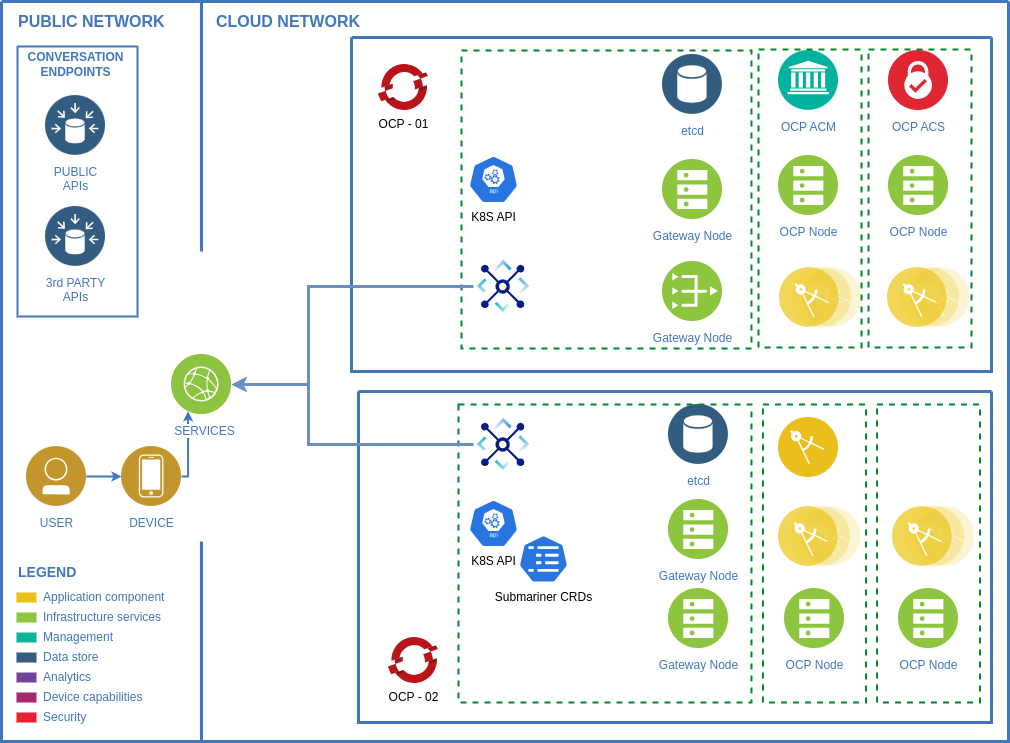 PUBLIC NETWORK
CLOUD NETWORK
CONVERSATION
ENDPOINTS
PUBLIC
APIs
3rd PARTY
APIs
OCP - 01
etcd
OCP ACM
OCP ACS
api
K8S API
Gateway Node
OCP Node
OCP Node
Gateway Node
SERVICES
USER
DEVICE
etcd
api
K8S API
Submariner CRDs
Gateway Node
Gateway Node
OCP Node
OCP Node
OCP - 02
LEGEND
Application component
Infrastructure services
Management
Data store
Analytics
Device capabilities
Security